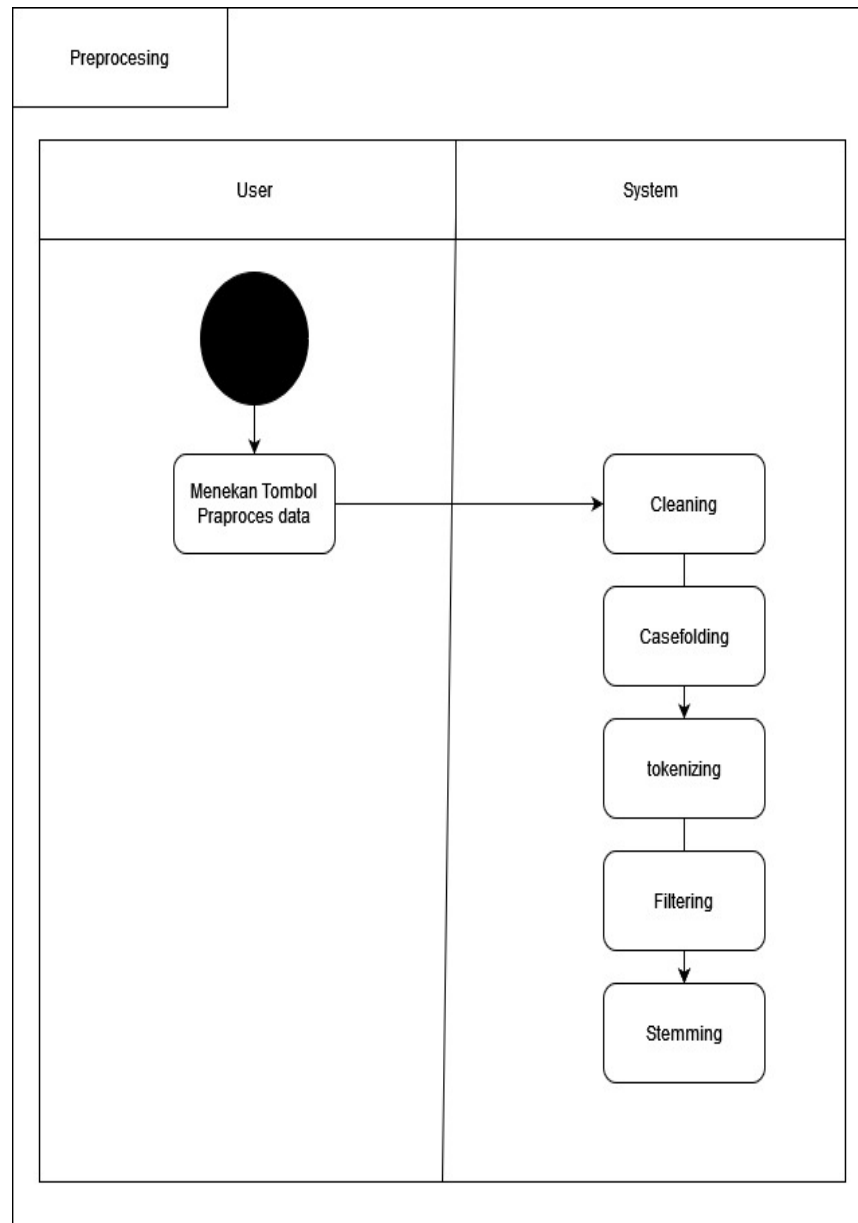 Preprocesing
User
System
Menekan Tombol
Praproces data
Cleaning
Casefolding
tokenizing
Filtering
Stemming